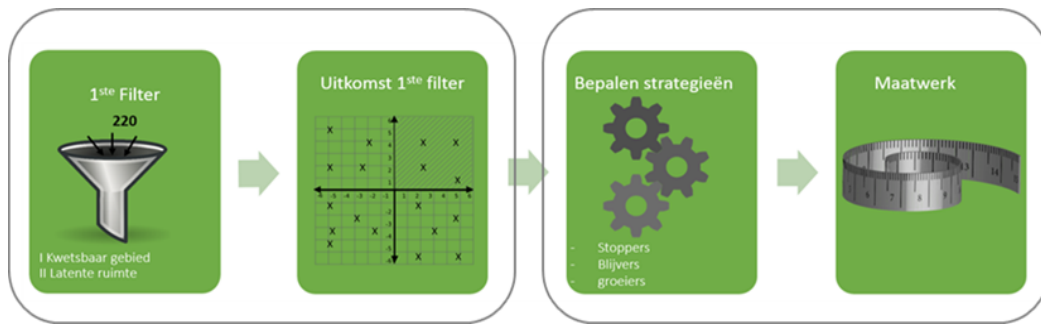 1ste Filter
220
I Kwetsbaar gebied
II Latente ruimte
Uitkomst 1ste filter
Bepalen strategieën
- Stoppers
- Blijvers
- groeiers
Maatwerk